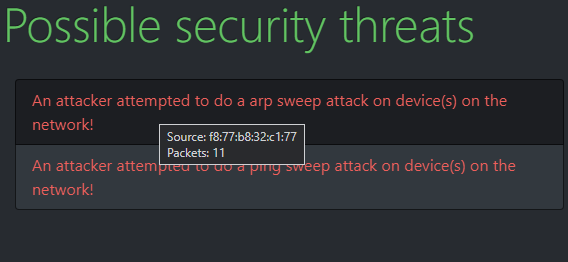 Possible security threats
An attacker attempted to do a arp sweep attack on device(s) on the
network!
Source: f8:77:b8:32:c1:77
Packets: 11
An attacker attempted to do a ping sweep attack on device(s) on the
network!